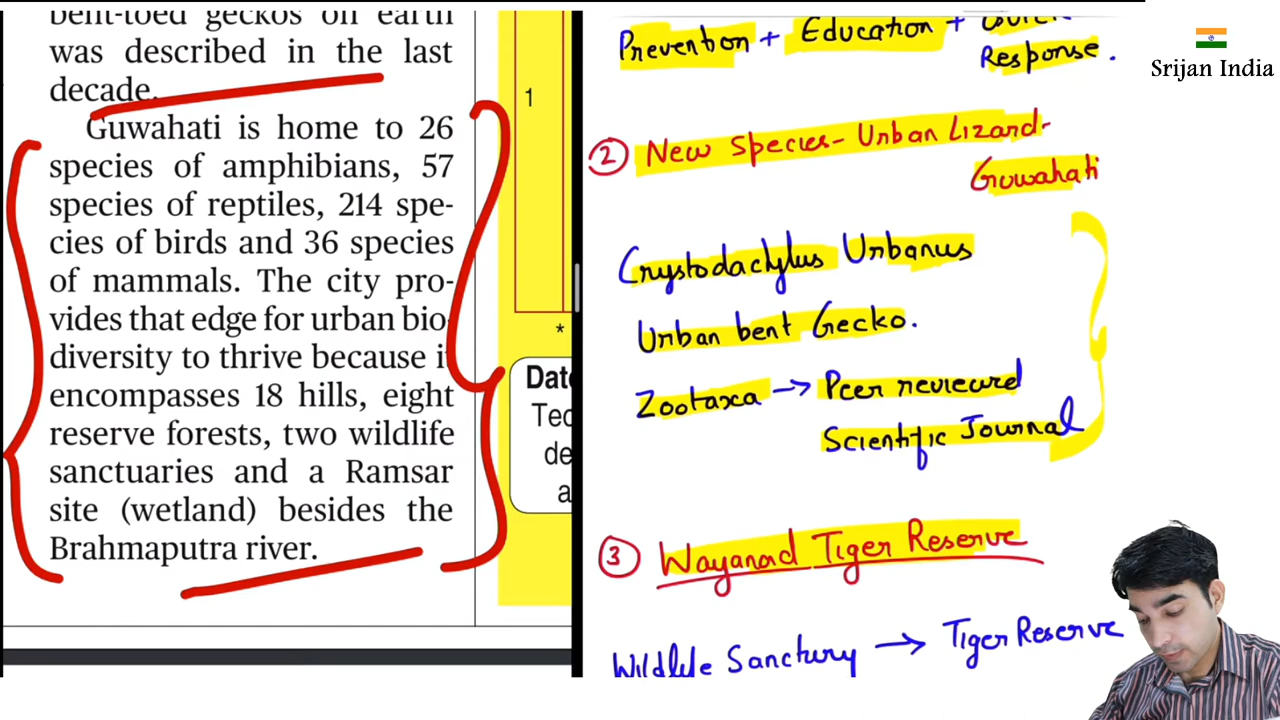 bent-toed geckos on earth
was described in the last
decade.
Guwahati is home to 26
species of amphibians, 57
species of reptiles, 214 spe-
cies of birds and 36 species
of mammals. The city pro-
vides that edge for urban bio
diversity to thrive because i
encompasses 18 hills, eight
reserve forests, two wildlife
sanctuaries and a Ramsar
site (wetland) besides the
Brahmaputra river.
1
*
Date
Tec
de
a
Prevention + Education +
Response.
② New Species - Urban Lizard-
Guwahati
Crystodactylus Urbanus
Urban bent Gecko.
Zootaxa → Peer reviewed
Scientific Journal
③ Wayanad Tiger Reserve
Wildlife Sanctury → Tiger Reserve
Srijan India